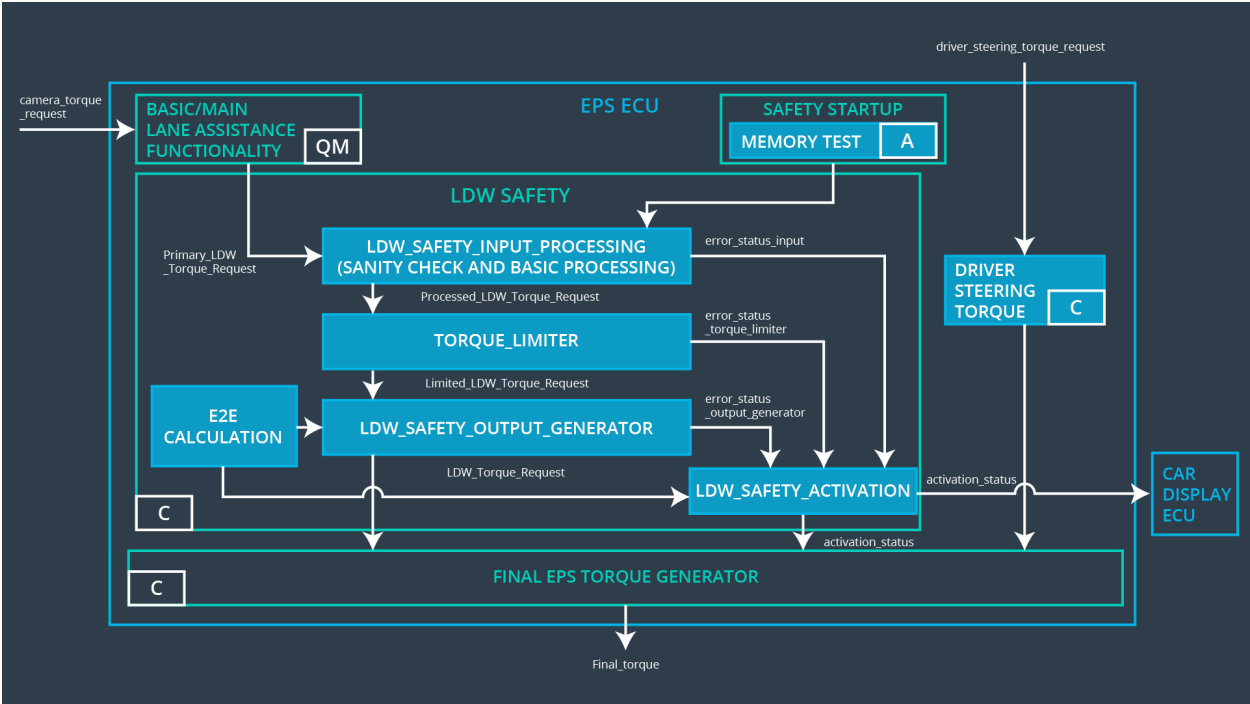 driver_steering_torque_request
camera_torque
_request
EPS ECU
BASIC/MAIN
LANE ASSISTANCE
FUNCTIONALITY
QM
SAFETY STARTUP
MEMORY TEST
A
LDW SAFETY
LDW_SAFETY_INPUT_PROCESSING
(SANITY CHECK AND BASIC PROCESSING)
error_status_input
Primary_LDW
_Torque_Request
DRIVER
STEERING
TORQUE
C
Processed_LDW_Torque_Request
TORQUE_LIMITER
error_status
_torque_limiter
Limited_LDW_Torque_Request
E2E
CALCULATION
LDW_SAFETY_OUTPUT_GENERATOR
error_status
_output_generator
LDW_Torque_Request
LDW_SAFETY_ACTIVATION
activation_status
CAR
DISPLAY
ECU
C
activation_status
FINAL EPS TORQUE GENERATOR
C
Final_torque